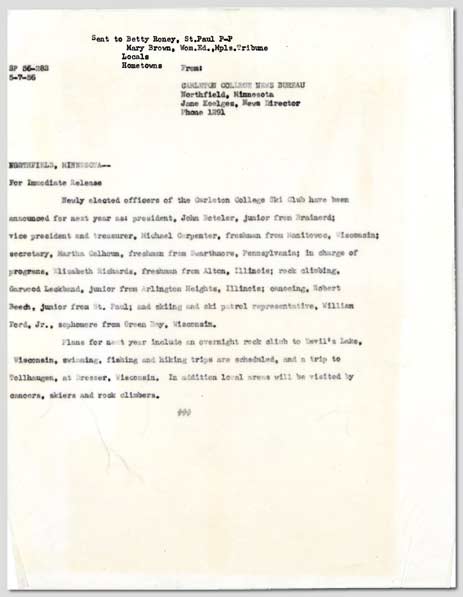 Sent to Betty Roney, St.Paul P-P
Mary Brown, Wom.Ed.,Mpls.Tribune
Locals
Hometowns
SP 56-283
5-7-56
From:
CARLETON COLLEGE NEWS BUREAU
Northfield, Minnesota
Jane Keelges, News Director
Phone 1291
NORTHFIELD, MINNESOTA--
For Immediate Release
Newly elected officers of the Carleton College Ski Club have been
announced for next year as: president, John Boteler, junior from Brainerd;
vice president and treasurer, Michael Carpenter, freshman from Manitowoc, Wisconsin;
secretary, Martha Calhoun, freshman from Swarthmore, Pennsylvania; in charge of
programs, Elizabeth Richards, freshman from Alton, Illinois; rock climbing,
Garwood Leckband, junior from Arlington Heights, Illinois; canoeing, Robert
Beech, junior from St. Paul; and skiing and ski patrol representative, William
Ford, Jr., sophomore from Green Bay, Wisconsin.
Plans for next year include an overnight rock climb to Devil's Lake,
Wisconsin, swimming, fishing and hiking trips are scheduled, and a trip to
Tollhaugen, at Dresser, Wisconsin. In addition local areas will be visited by
canoers, skiers and rock climbers.
###